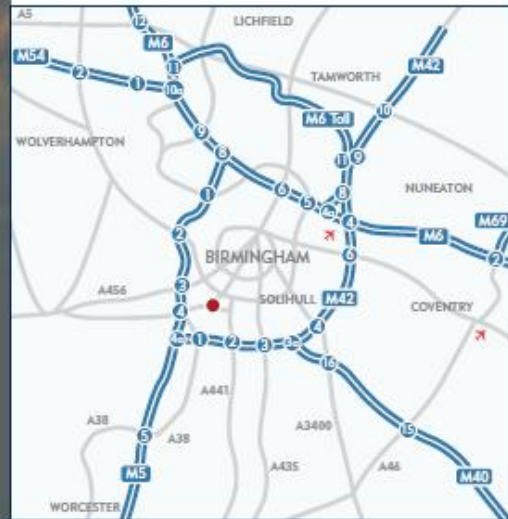 A5
LICHFIELD
12
M6
M54
11
M42
2
1
10a
TAMWORTH
10
M6 Toll
WOLVERHAMPTON
9
8
11
9
1
6
5
4a
8
NUNEATON
4
M6
M69
2
2
BIRMINGHAM
6
A456
3
SOLIHULL
M42
COVENTRY
4
4a
1
2
3
3a
4
16
A441
A38
A3400
15
5
A38
M5
A435
A46
M40
WORCESTER